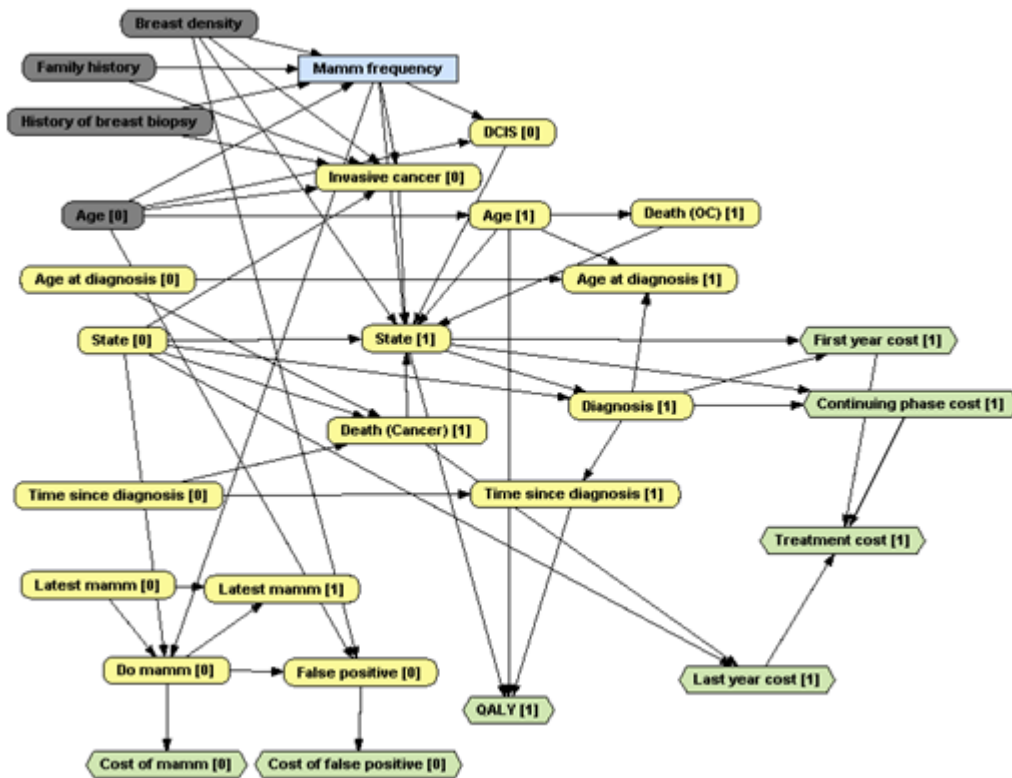 Breast density
Family history
Mamm frequency
History of breast biopsy
DCIS [0]
Invasive cancer [0]
Age [0]
Age [1]
Death (OC) [1]
Age at diagnosis [0]
Age at diagnosis [1]
State [0]
State [1]
First year cost [1]
Diagnosis [1]
Continuing phase cost [1]
Death (Cancer) [1]
Time since diagnosis [0]
Time since diagnosis [1]
Treatment cost [1]
Latest mamm [0]
Latest mamm [1]
Do mamm [0]
False positive [0]
Last year cost [1]
QALY [1]
Cost of mamm [0]
Cost of false positive [0]